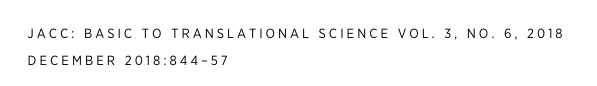 JACC: BASIC TO TRANSLATIONAL SCIENCE VOL. 3, NO. 6, 2018
DECEMBER 2018:844–57